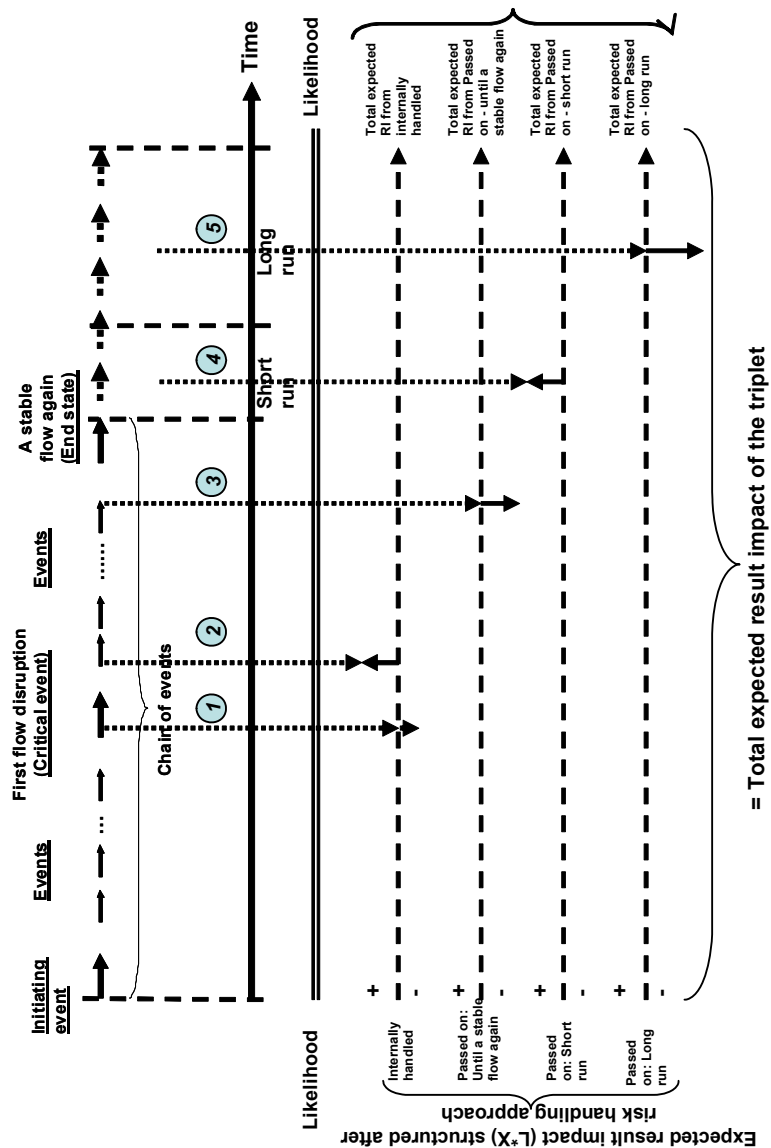 Initiating
event
Events
...
First flow disruption
(Critical event)
Events
.......
A stable
flow again
(End state)
Chain of events
Short
run
Long
run
Time
1
2
3
4
5
Likelihood
Likelihood
Expected result impact (L*X) structured after
risk handling approach
Internally
handled
+
-
Total expected
RI from
internally
handled
Passed on:
Until a stable
flow again
+
-
Total expected
RI from Passed
on - until a
stable flow again
Passed
on: Short
run
+
-
Total expected
RI from Passed
on - short run
Passed
on: Long
run
+
-
Total expected
RI from Passed
on - long run
= Total expected result impact of the triplet